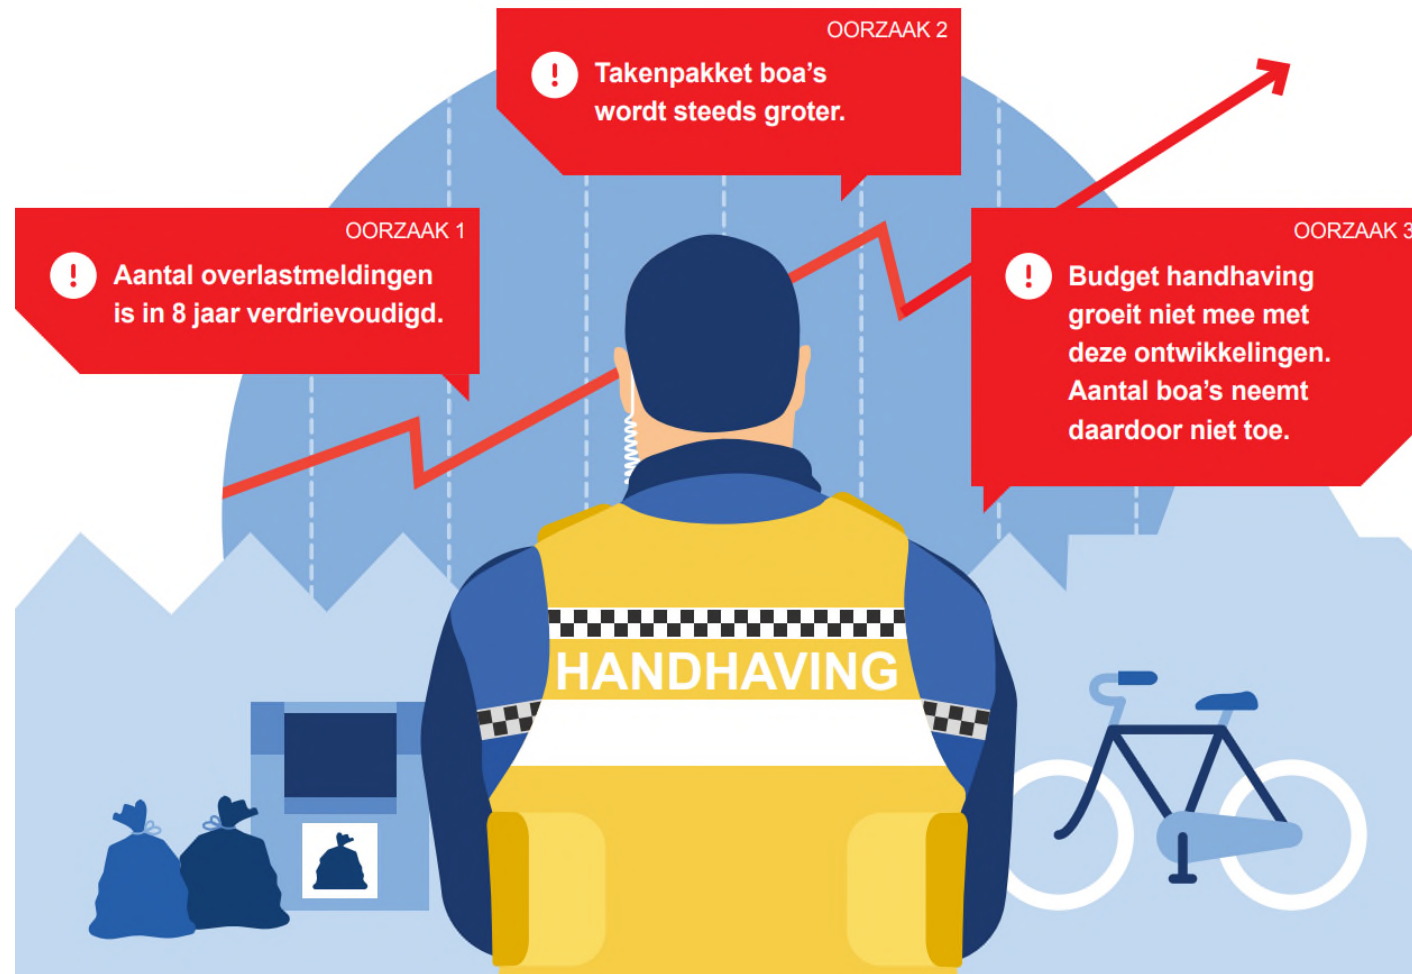 OORZAAK 1
Aantal overlastmeldingen
is in 8 jaar verdrievoudigd.
OORZAAK 2
Takenpakket boa's
wordt steeds groter.
OORZAAK 3
Budget handhaving
groeit niet mee met
deze ontwikkelingen.
Aantal boa's neemt
daardoor niet toe.
HANDHAVING